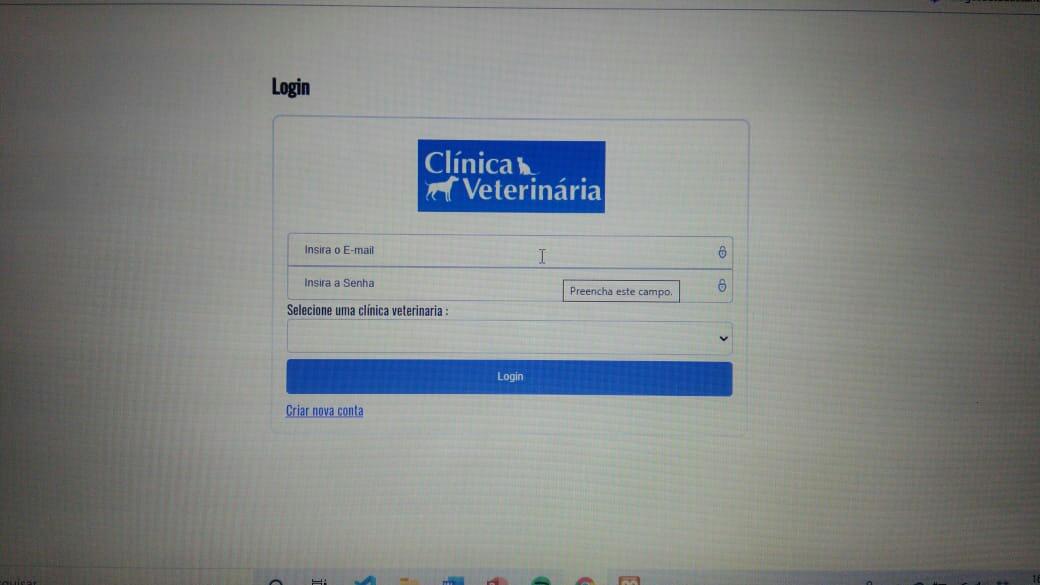 Login
Clínica
Veterinária
Insira o E-mail
Insira a Senha
Preencha este campo.
Selecione uma clínica veterinaria :
Login
Criar nova conta